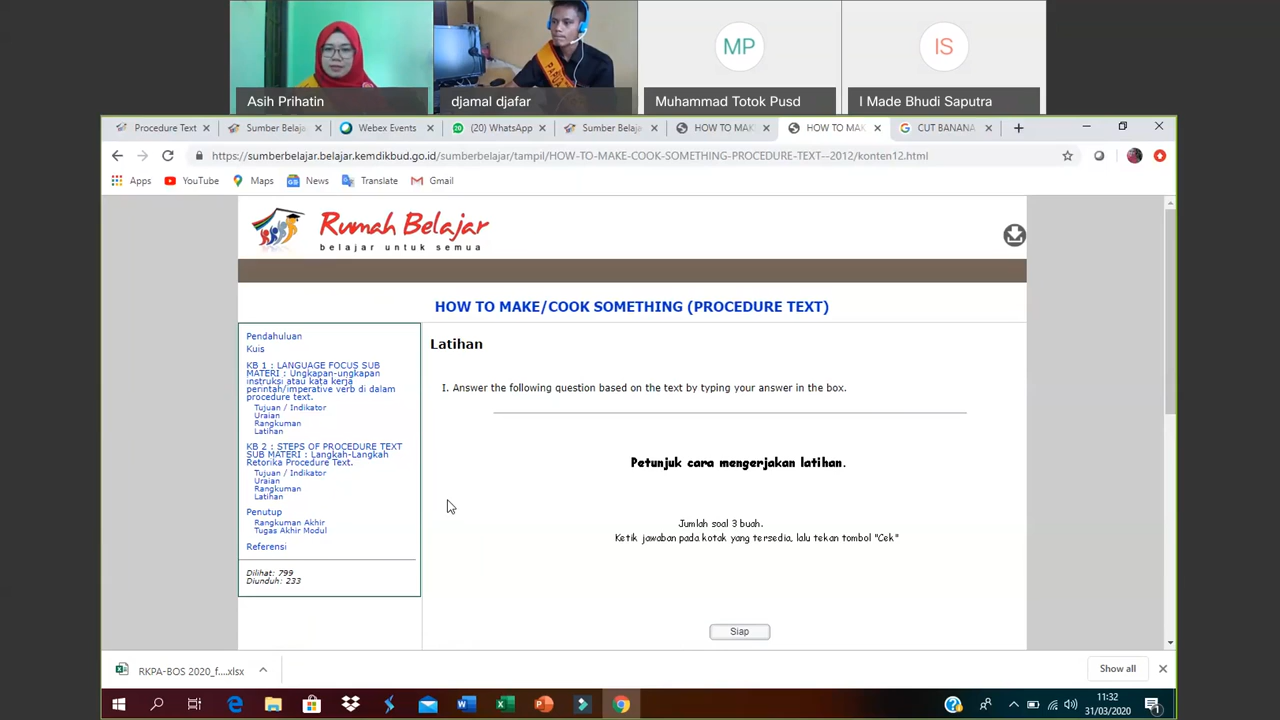 MP
IS
Asih Prihatin
djamal djafar
Muhammad Totok Pusd
I Made Bhudi Saputra
Procedure Text
Sumber Belaja
Webex Events
(20) WhatsApp
Sumber Belaja
HOW TO MAK
HOW TO MAK
CUT BANANA
https://sumberbelajar.belajar.kemdikbud.go.id/sumberbelajar/tampil/HOW-TO-MAKE-COOK-SOMETHING-PROCEDURE-TEXT--2012/konten12.html
Apps
YouTube
Maps
News
Translate
Gmail
Rumah Belajar
belajar untuk semua
HOW TO MAKE/COOK SOMETHING (PROCEDURE TEXT)
Pendahuluan
Kuis
KB 1 : LANGUAGE FOCUS SUB
MATERI : Ungkapan-ungkapan
instruksi atau kata kerja
perintah/imperative verb di dalam
procedure text.
Tujuan / Indikator
Uraian
Rangkuman
Latihan
KB 2 : STEPS OF PROCEDURE TEXT
SUB MATERI : Langkah-Langkah
Retorika Procedure Text.
Tujuan / Indikator
Uraian
Rangkuman
Latihan
Penutup
Rangkuman Akhir
Tugas Akhir Modul
Referensi
Dilihat: 799
Diunduh: 233
Latihan
I. Answer the following question based on the text by typing your answer in the box.
Petunjuk cara mengerjakan latihan.
Jumlah soal 3 buah.
Ketik jawaban pada kotak yang tersedia, lalu tekan tombol "Cek"
Siap
RKPA-BOS 2020_f....xlsx
Show all
11:32
31/03/2020